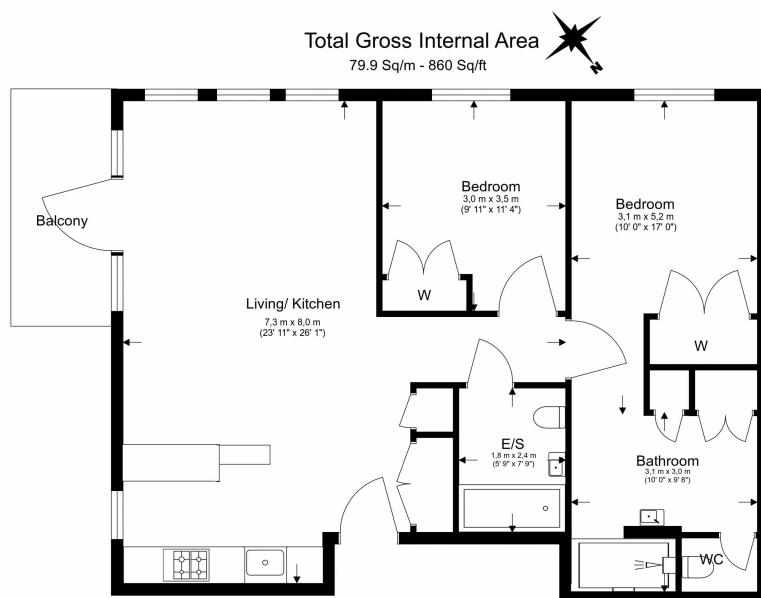 Total Gross Internal Area
79.9 Sq/m - 860 Sq/ft
N
Balcony
Bedroom
3,0 m x 3,5 m
(9' 11" x 11' 4")
Bedroom
3,1 m x 5,2 m
(10' 0" x 17' 0")
W
Living/ Kitchen
7,3 m x 8,0 m
(23' 11" x 26' 1")
W
E/S
1,8 m x 2,4 m
(5' 9" x 7' 9")
Bathroom
3,1 m x 3,0 m
(10' 0" x 9' 8")
WC